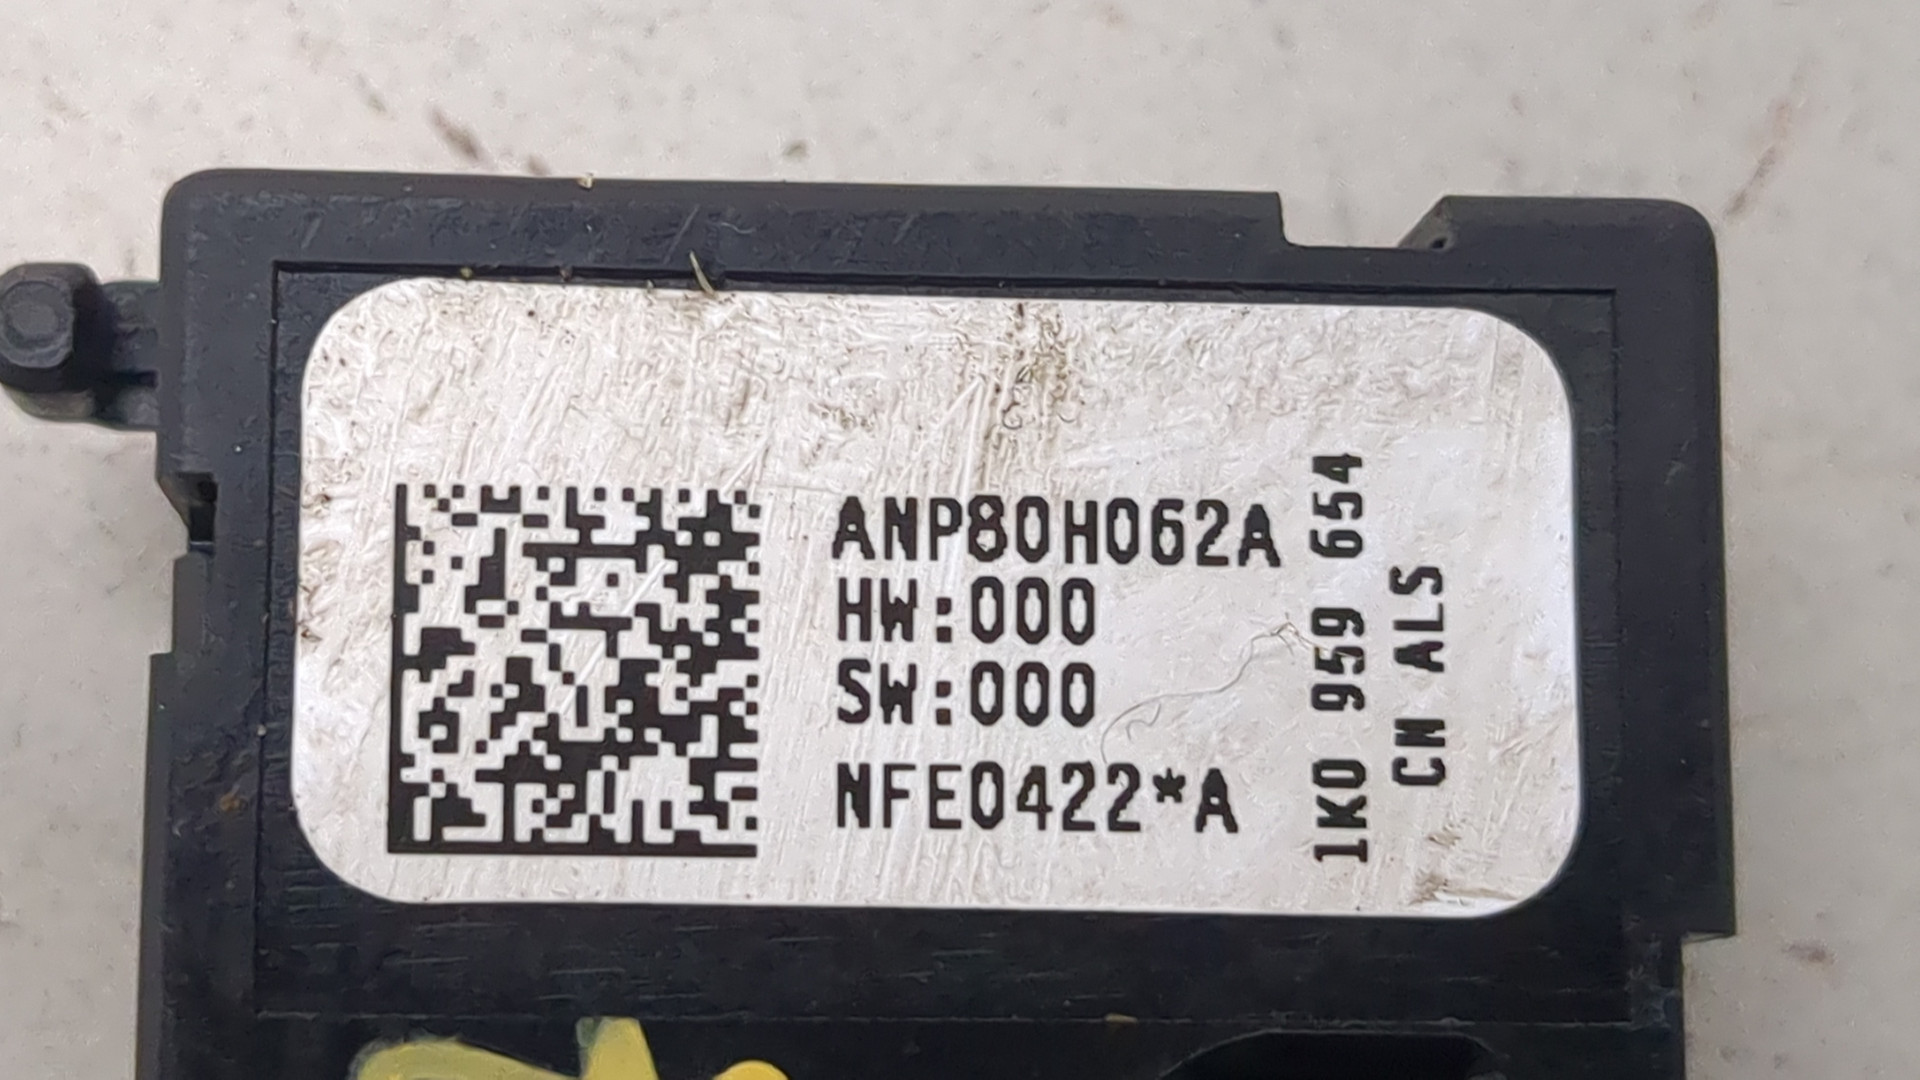 ANP80H062A
HW:000
SW:000
NFE0422*A
1K0 959 654
CN ALS